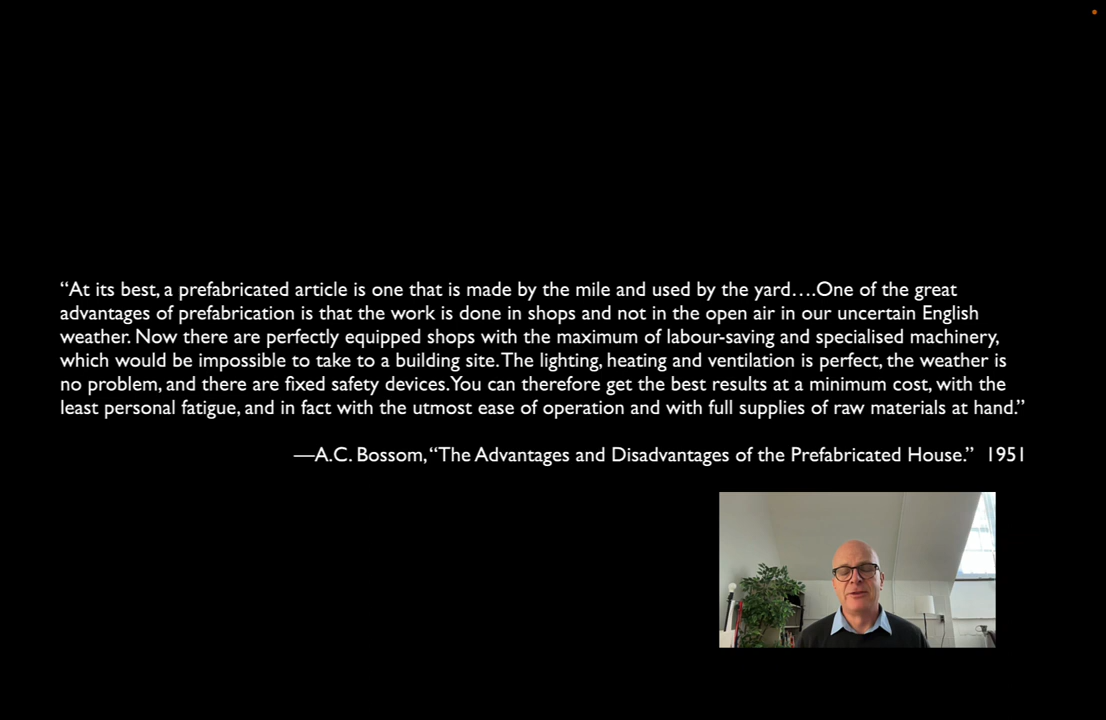 “At its best, a prefabricated article is one that is made by the mile and used by the yard….One of the great
advantages of prefabrication is that the work is done in shops and not in the open air in our uncertain English
weather. Now there are perfectly equipped shops with the maximum of labour-saving and specialised machinery,
which would be impossible to take to a building site. The lighting, heating and ventilation is perfect, the weather is
no problem, and there are fixed safety devices. You can therefore get the best results at a minimum cost, with the
least personal fatigue, and in fact with the utmost ease of operation and with full supplies of raw materials at hand.”
—A.C. Bossom, “The Advantages and Disadvantages of the Prefabricated House.” 1951